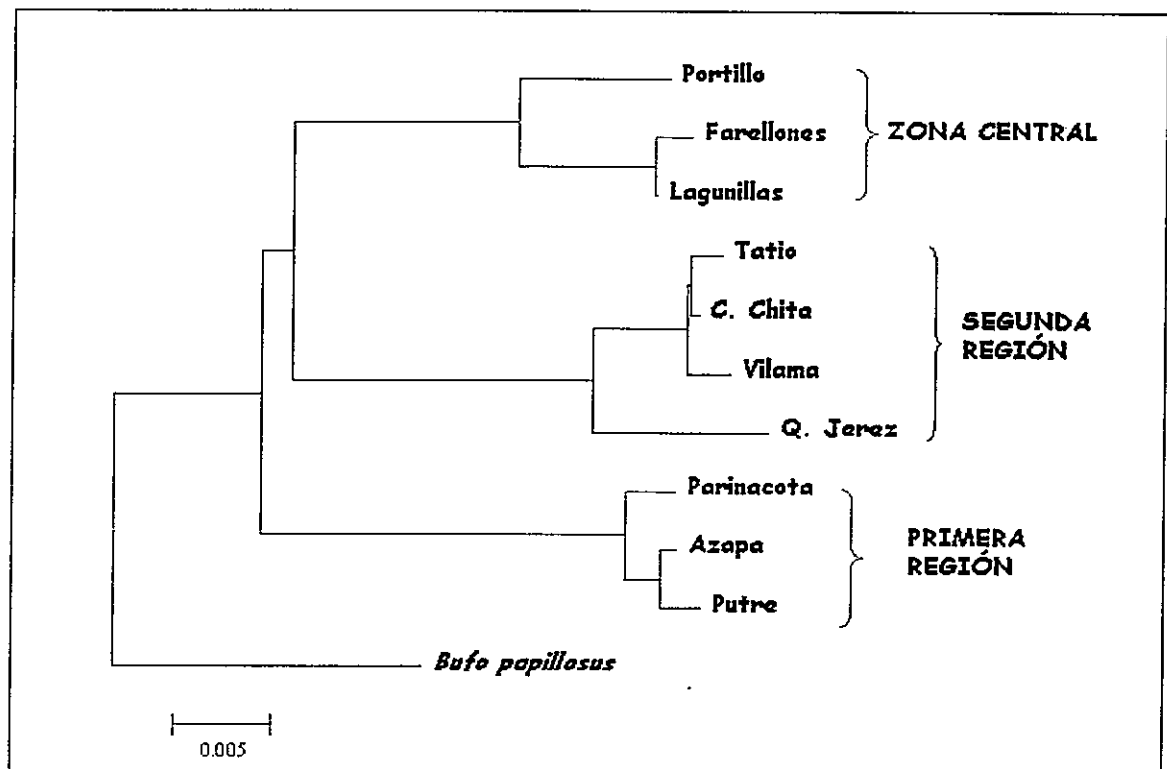 Portillo
Farellones
ZONA CENTRAL
Lagunillas
Tatio
C. Chita
SEGUNDA
REGIÓN
Vilama
Q. Jerez
Parinacota
Azapa
PRIMERA
REGIÓN
Putre
Bufo papillosus
0.005